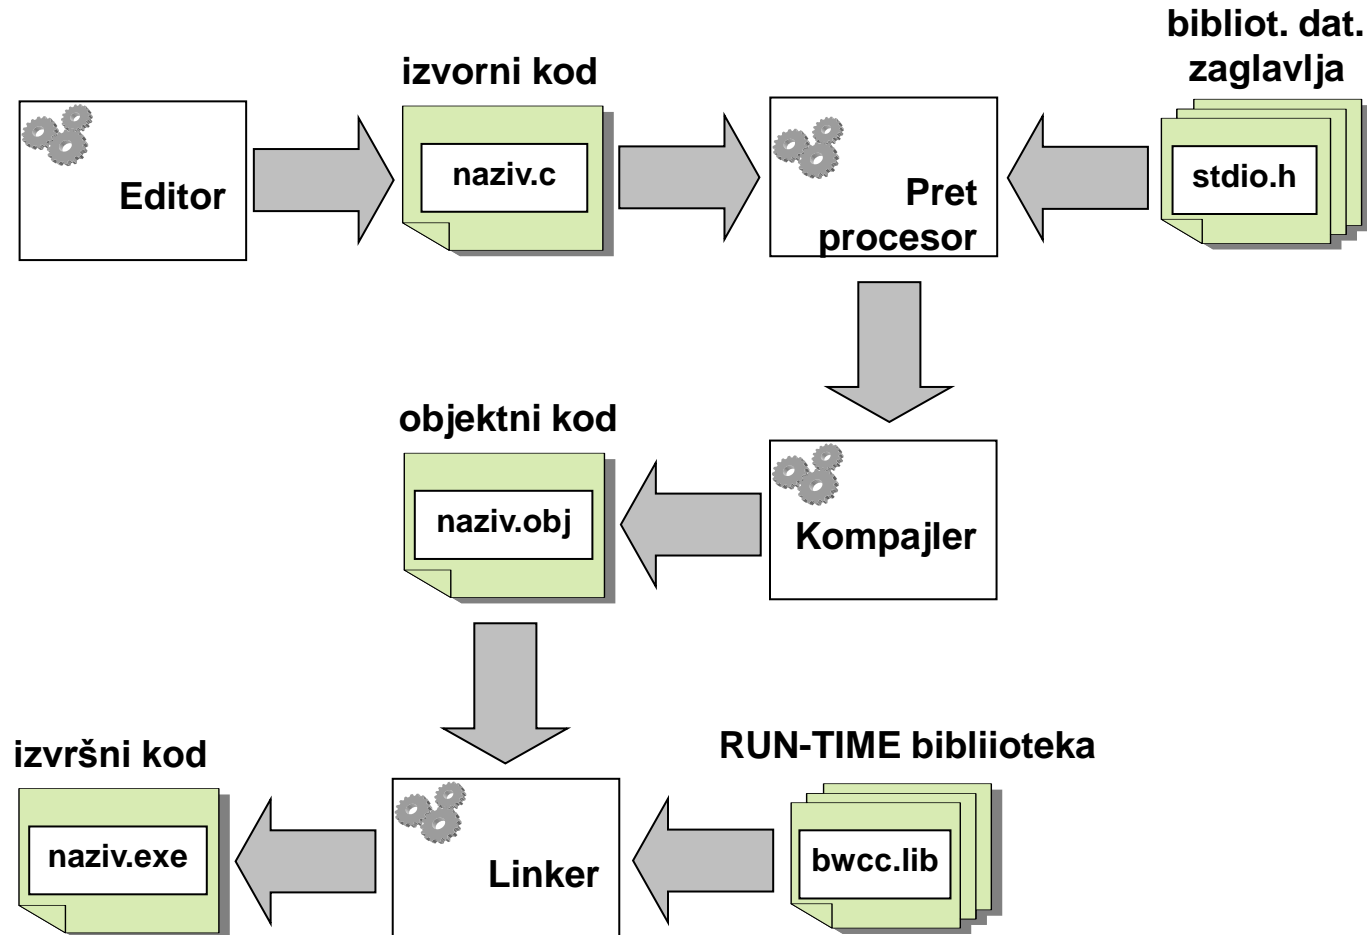 bibliot. dat.
zaglavlja
izvorni kod
Editor
naziv.c
Pret
procesor
stdio.h
objektni kod
naziv.obj
Kompajler
izvršni kod
RUN-TIME bibliioteka
naziv.exe
Linker
bwcc.lib